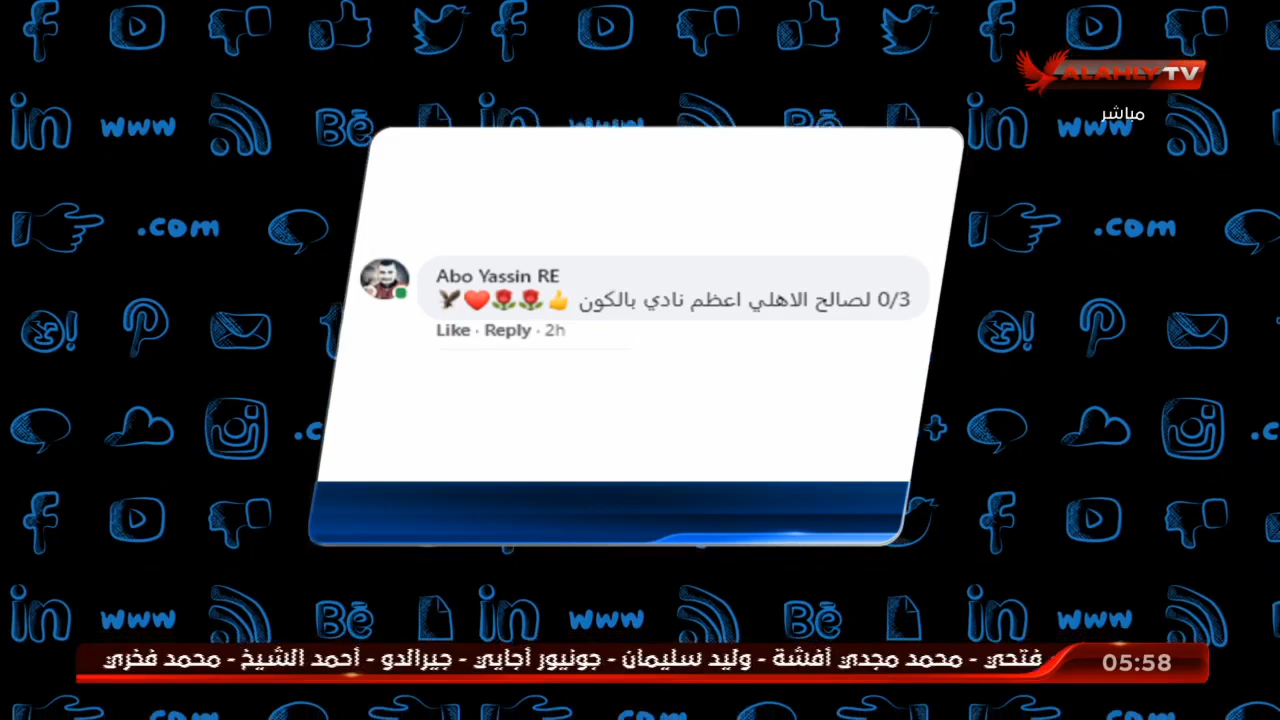 ALAHLY TV
مباشر
Abo Yassin RE
0/3 لصالح الاهلي اعظم نادي بالكون 👍🌹🌹❤️🦅
Like · Reply · 2h
فتحي - محمد مجدي أفشة - وليد سليمان - جونيور أجايي - جيرالدو - أحمد الشيخ - محمد فخري
05:58